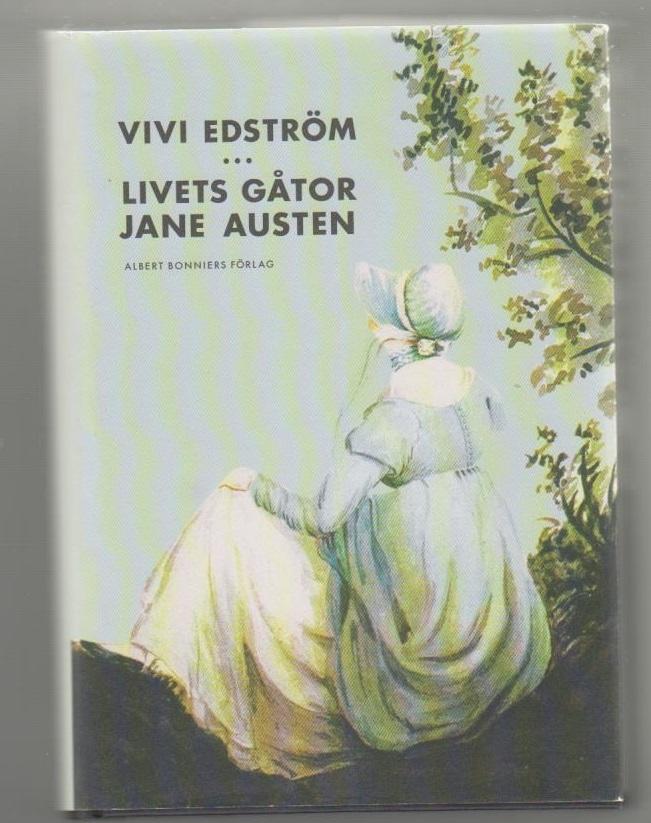 VIVI EDSTRÖM
...
LIVETS GÅTOR
JANE AUSTEN
ALBERT BONNIERS FÖRLAG